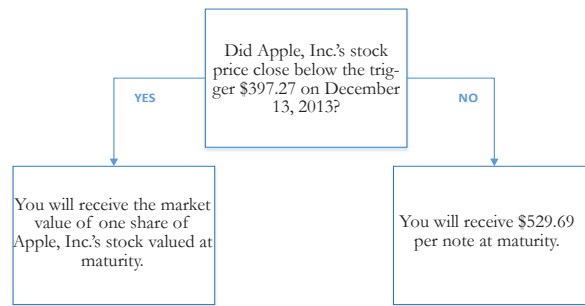 Did Apple, Inc.'s stock
price close below the trig-
ger $397.27 on December
13, 2013?
YES
NO
You will receive the market
value of one share of
Apple, Inc.'s stock valued at
maturity.
You will receive $529.69
per note at maturity.